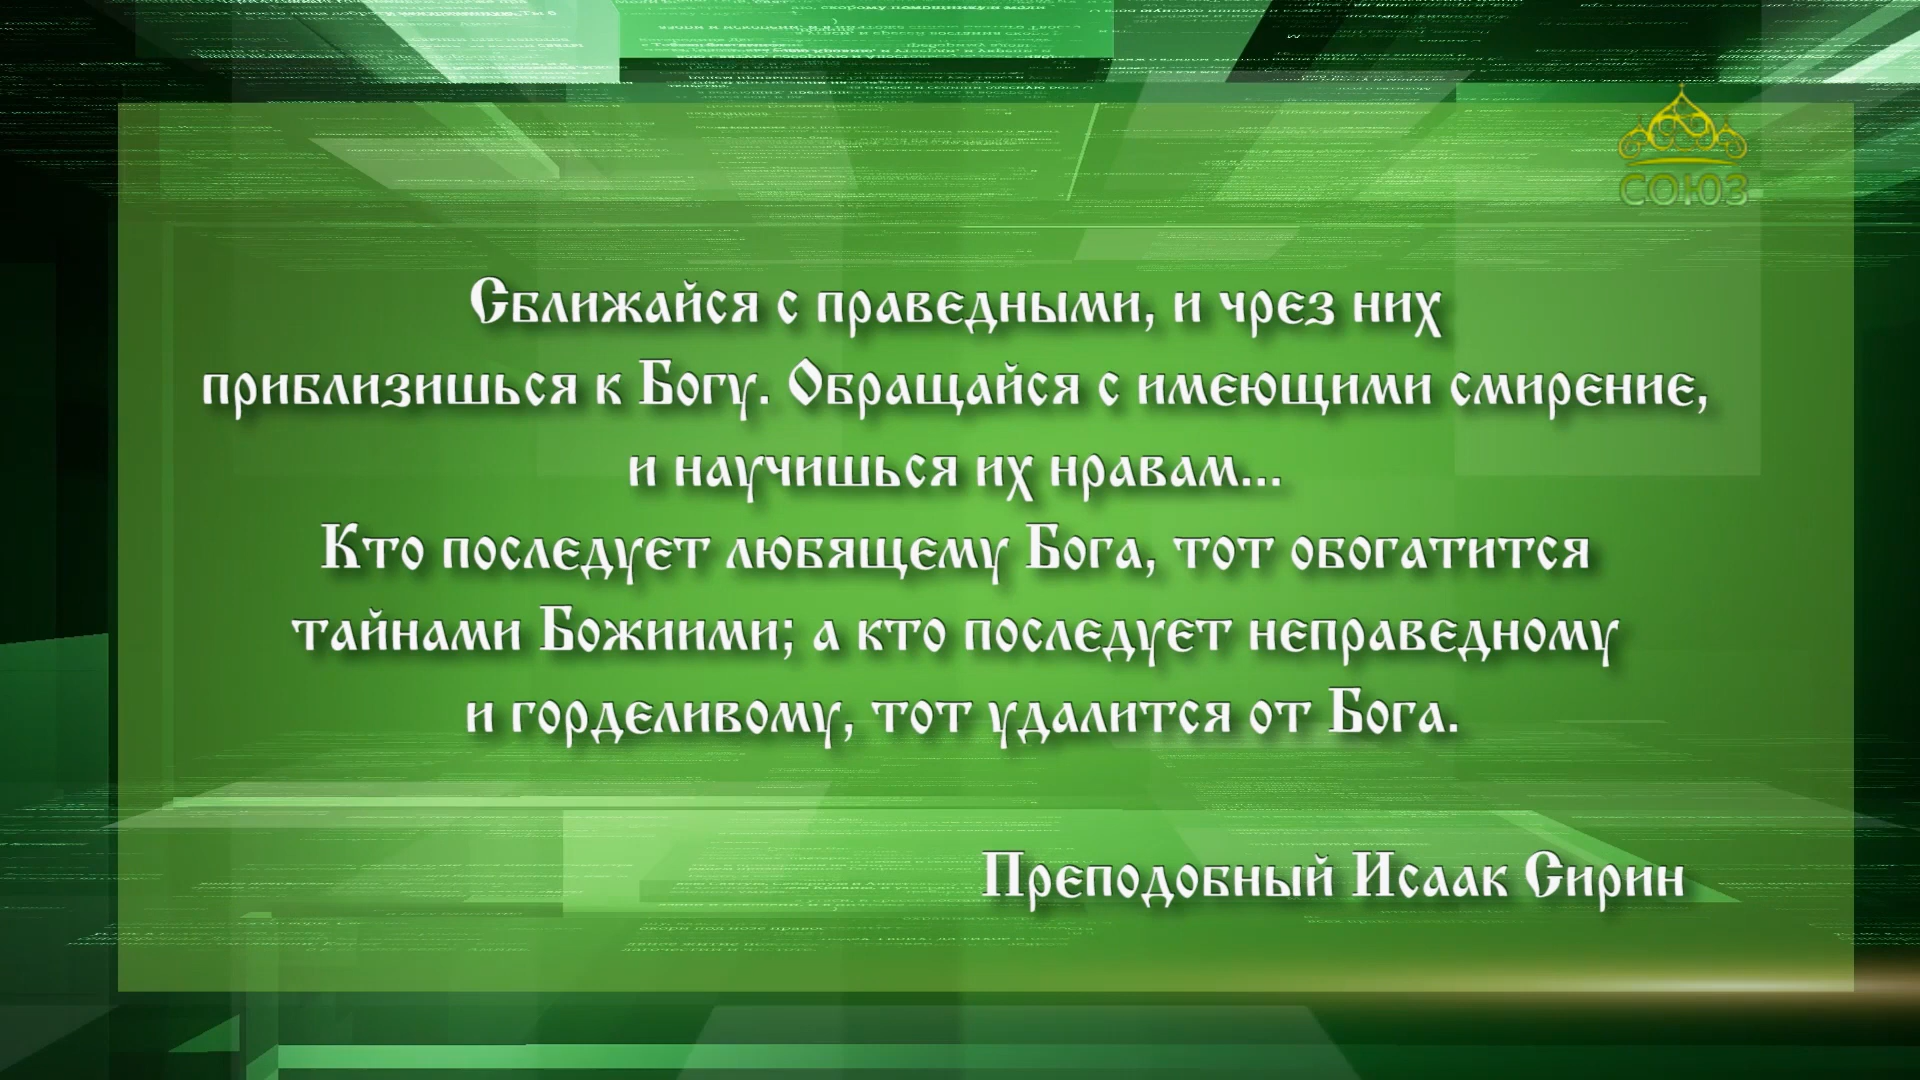 СОЮЗ
Сближайся с праведными, и чрез них
приблизишься к Богу. Обращайся с имеющими смирение,
и научишься их нравам...
Кто последует любящему Бога, тот обогатится
тайнами Божиими; а кто последует неправедному
и горделивому, тот удалится от Бога.
Преподобный Исаак Сирин